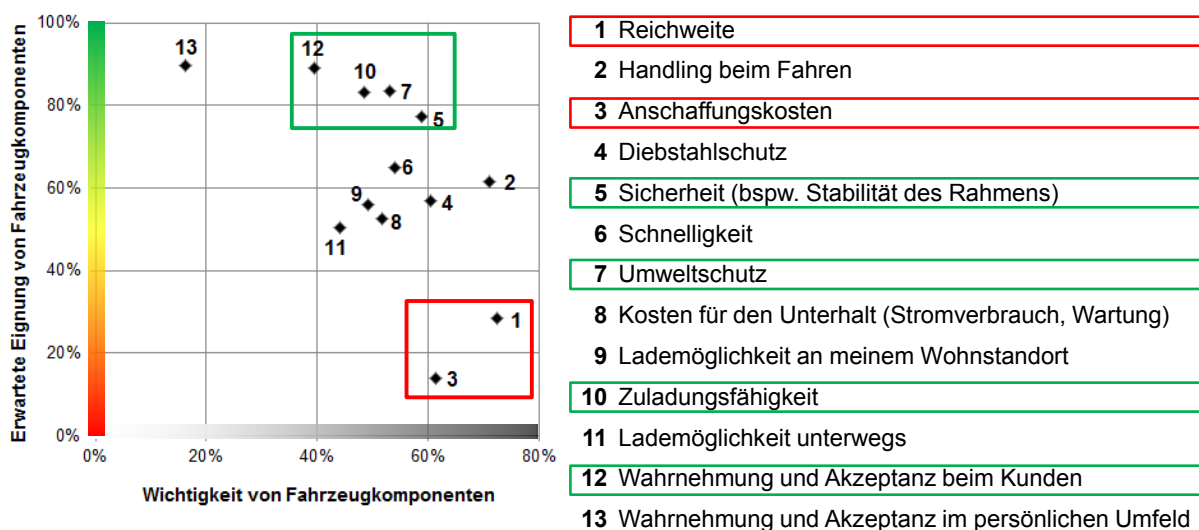 Erwartete Eignung von Fahrzeugkomponenten
100%
80%
60%
40%
20%
0%
13
12
10
7
5
6
2
9
4
8
11
1
3
0%
20%
40%
60%
80%
Wichtigkeit von Fahrzeugkomponenten
1 Reichweite
2 Handling beim Fahren
3 Anschaffungskosten
4 Diebstahlschutz
5 Sicherheit (bspw. Stabilität des Rahmens)
6 Schnelligkeit
7 Umweltschutz
8 Kosten für den Unterhalt (Stromverbrauch, Wartung)
9 Lademöglichkeit an meinem Wohnstandort
10 Zuladungsfähigkeit
11 Lademöglichkeit unterwegs
12 Wahrnehmung und Akzeptanz beim Kunden
13 Wahrnehmung und Akzeptanz im persönlichen Umfeld